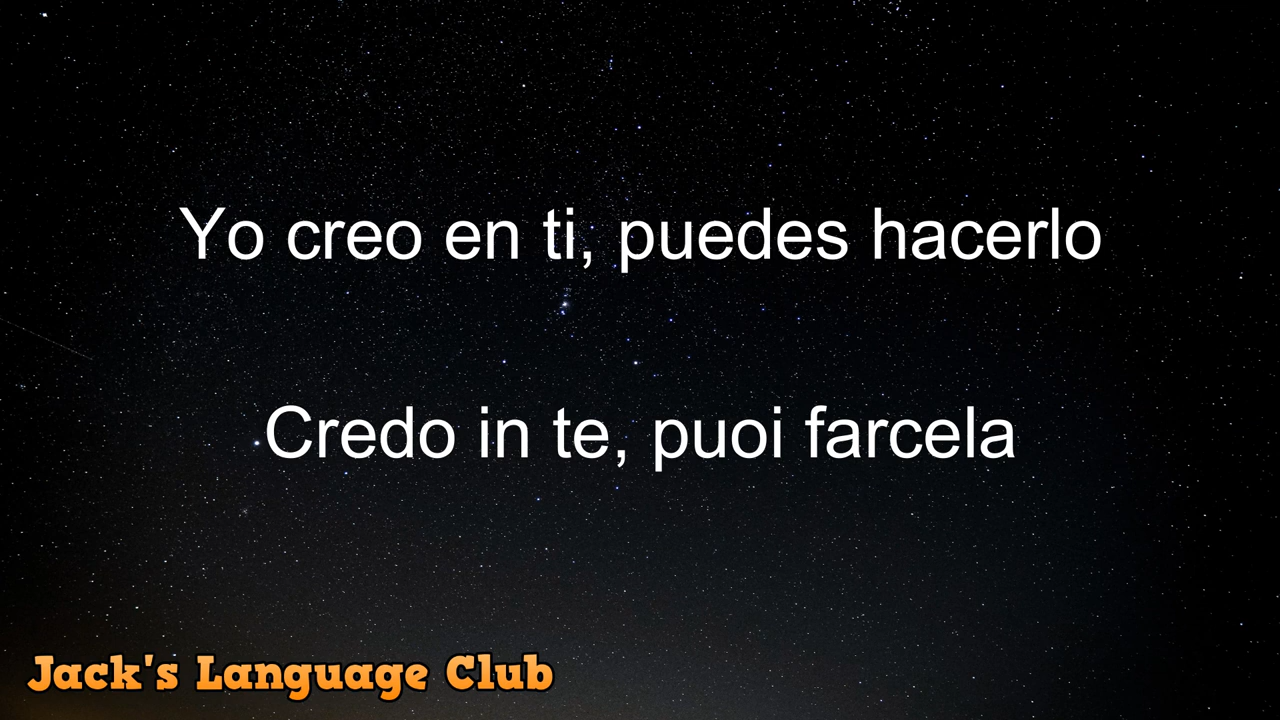 Yo creo en ti, puedes hacerlo
Credo in te, puoi farcela
Jack's Language Club